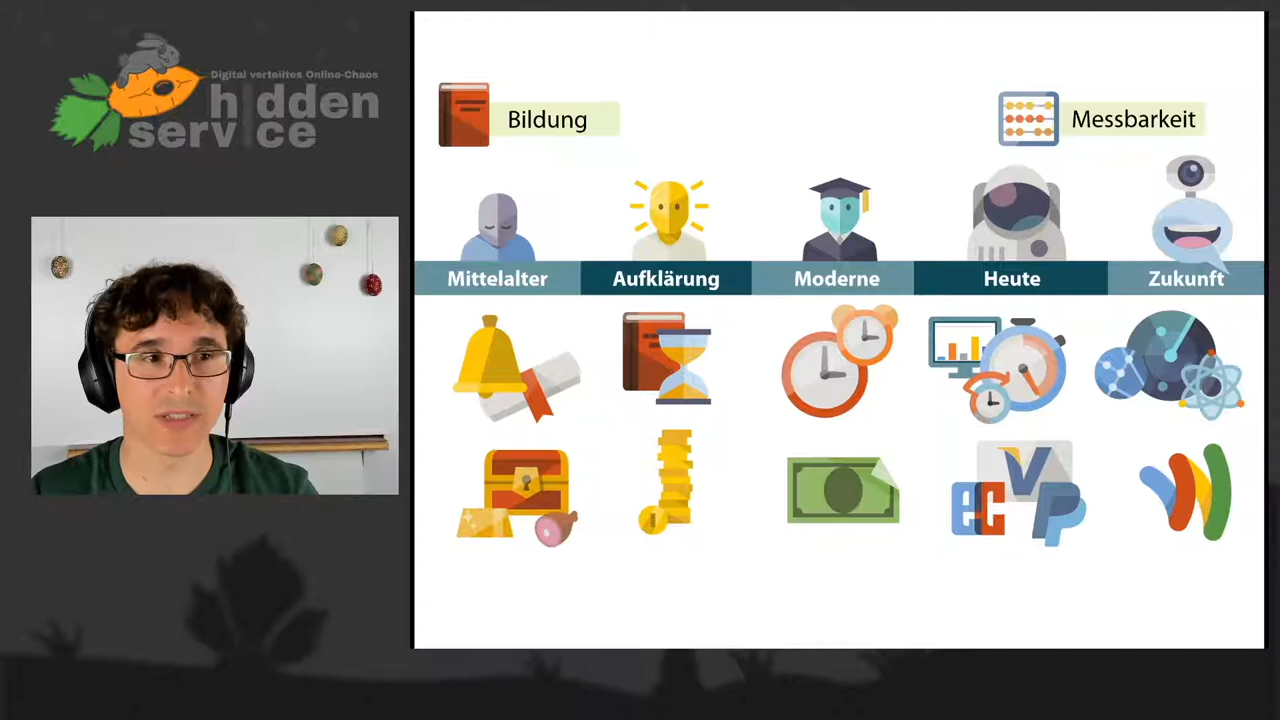 Digital verteiltes Online-Chaos
hidden
service
Bildung
Messbarkeit
Mittelalter
Aufklärung
Moderne
Heute
Zukunft
V
ec
P